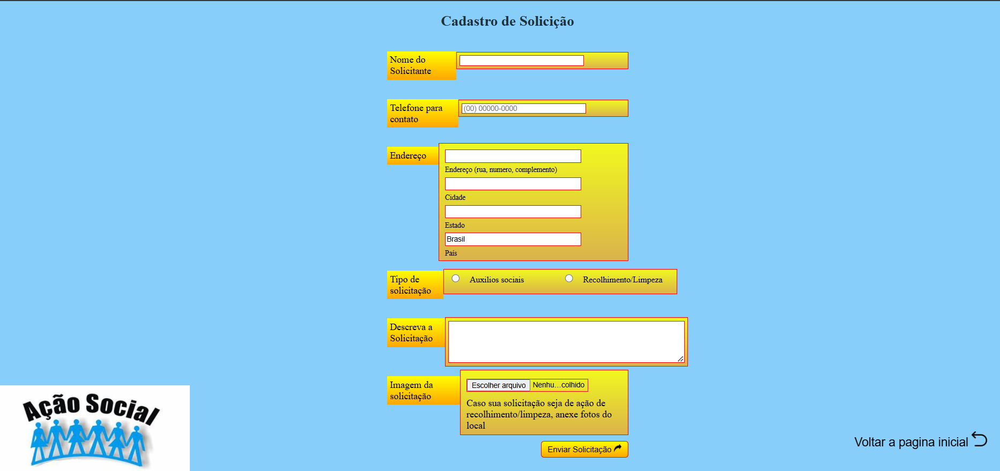 Cadastro de Solicição
Nome do
Solicitante
Telefone para
contato
(00) 00000-0000
Endereço
Endereço (rua, numero, complemento)
Cidade
Estado
Brasil
País
Tipo de
solicitação
Auxilios sociais
Recolhimento/Limpeza
Descreva a
Solicitação
Imagem da
solicitação
Escolher arquivo Nenhu...colhido
Caso sua solicitação seja de ação de
recolhimento/limpeza, anexe fotos do
local
Enviar Solicitação
Ação Social
Voltar a pagina inicial